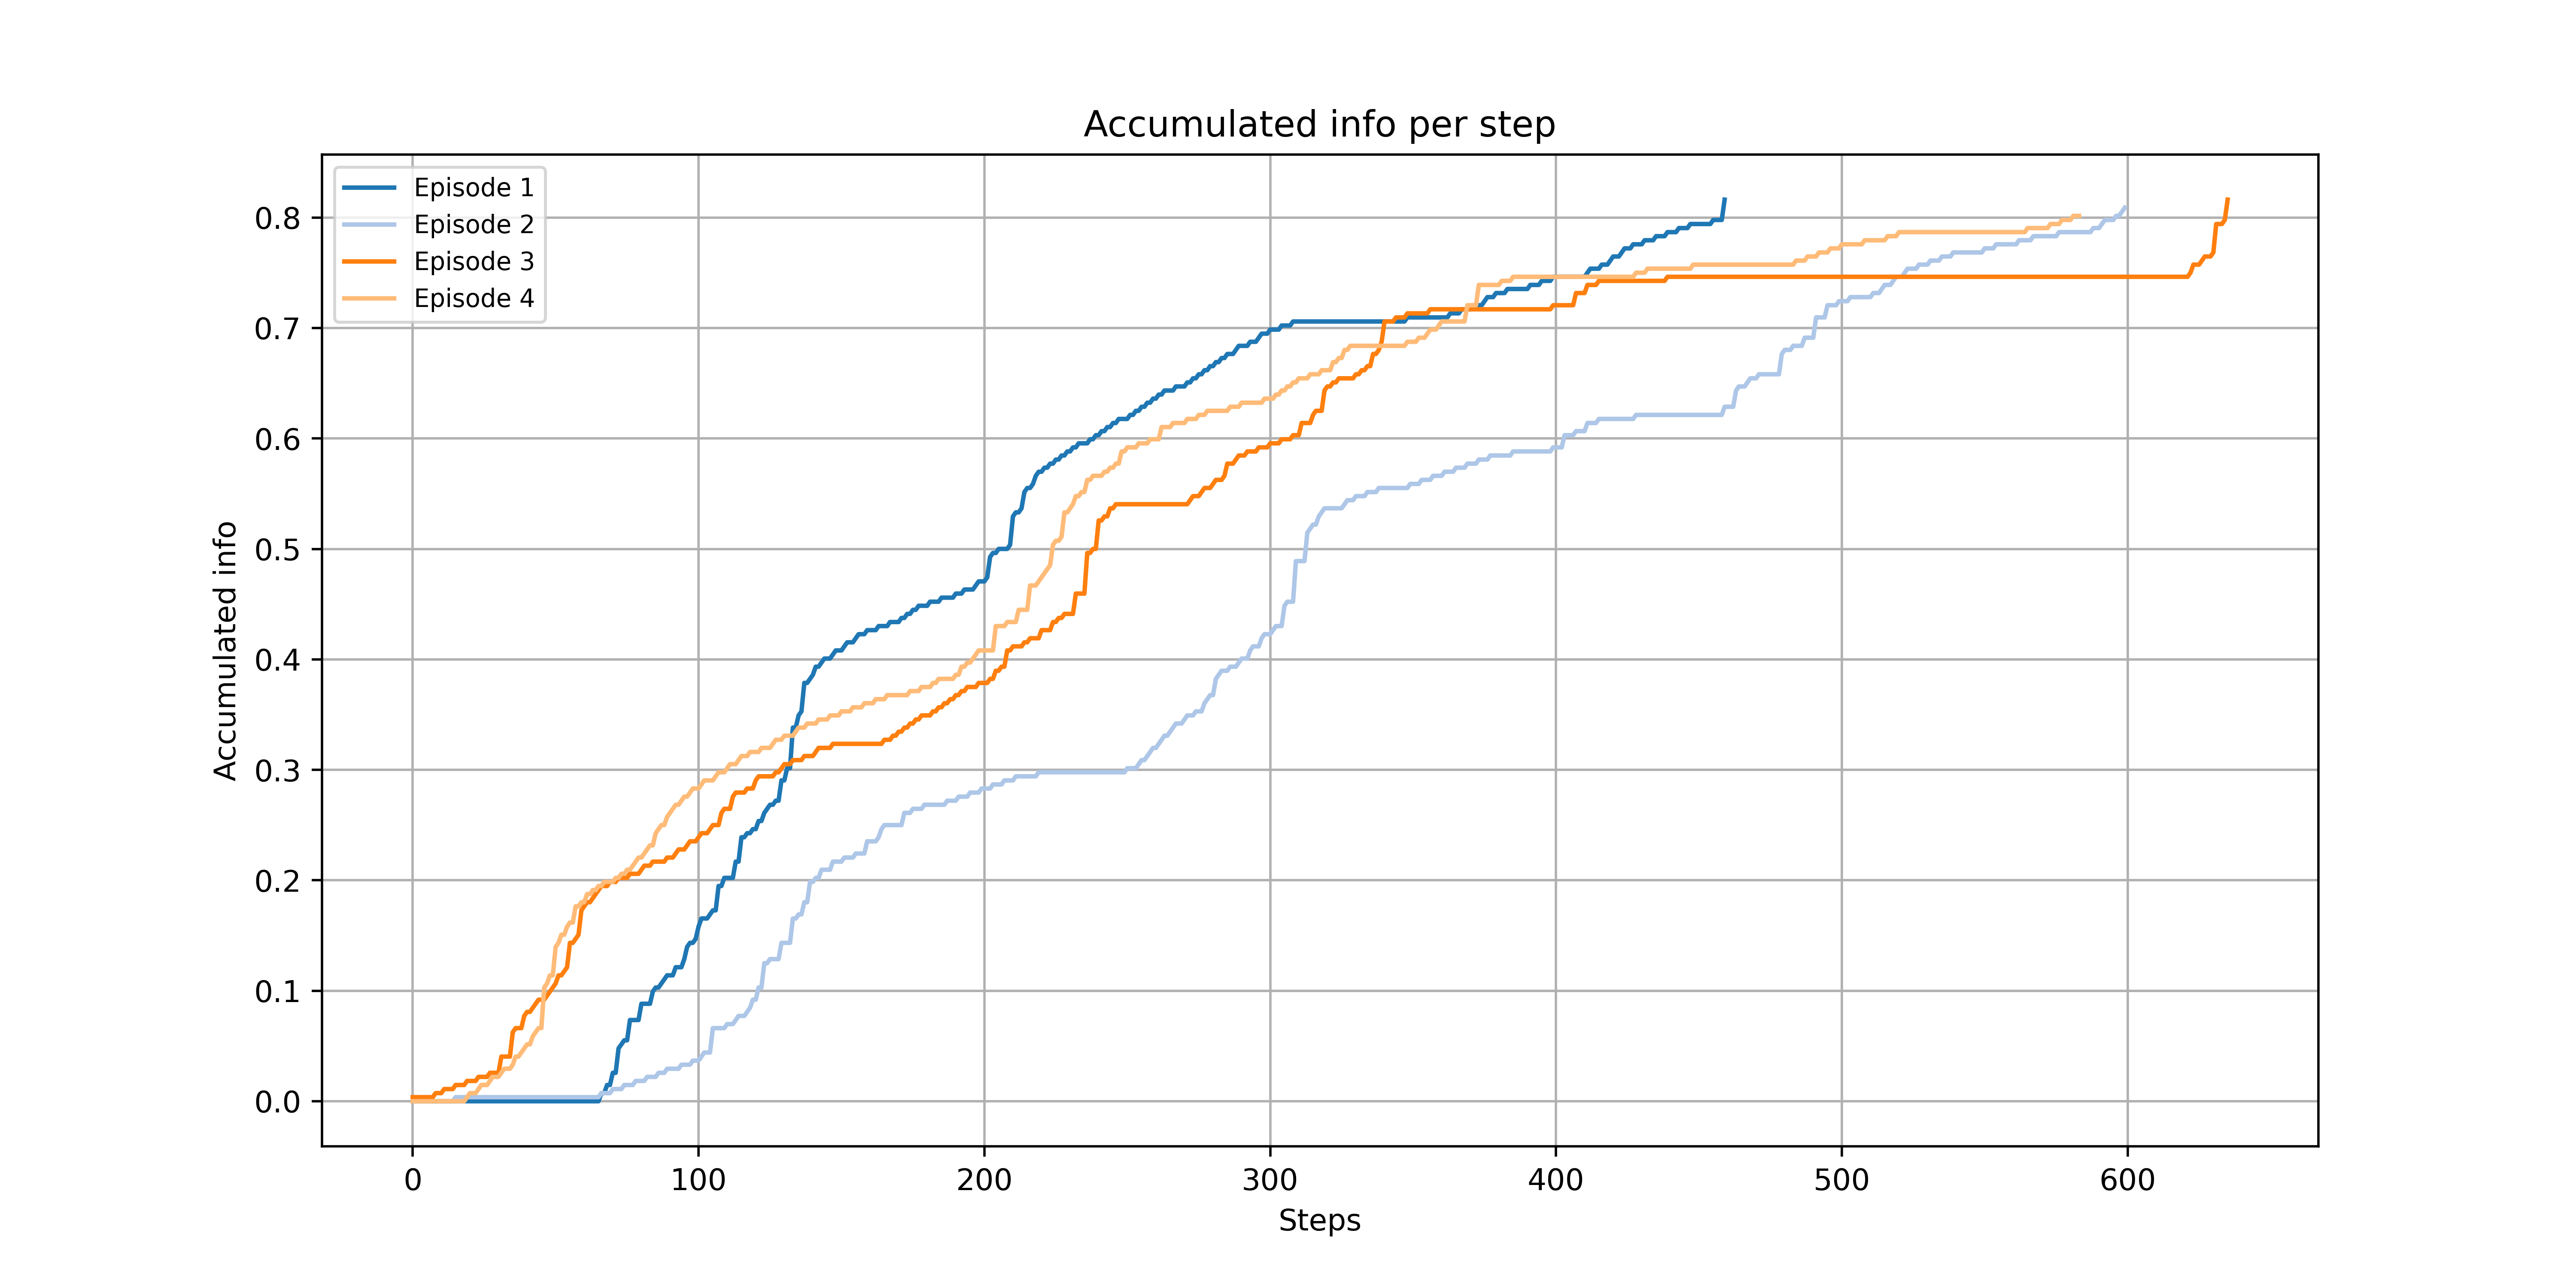 Accumulated info per step
Episode 1
Episode 2
Episode 3
Episode 4
Accumulated info
0.8
0.7
0.6
0.5
0.4
0.3
0.2
0.1
0.0
0 100 200 300 400 500 600
Steps